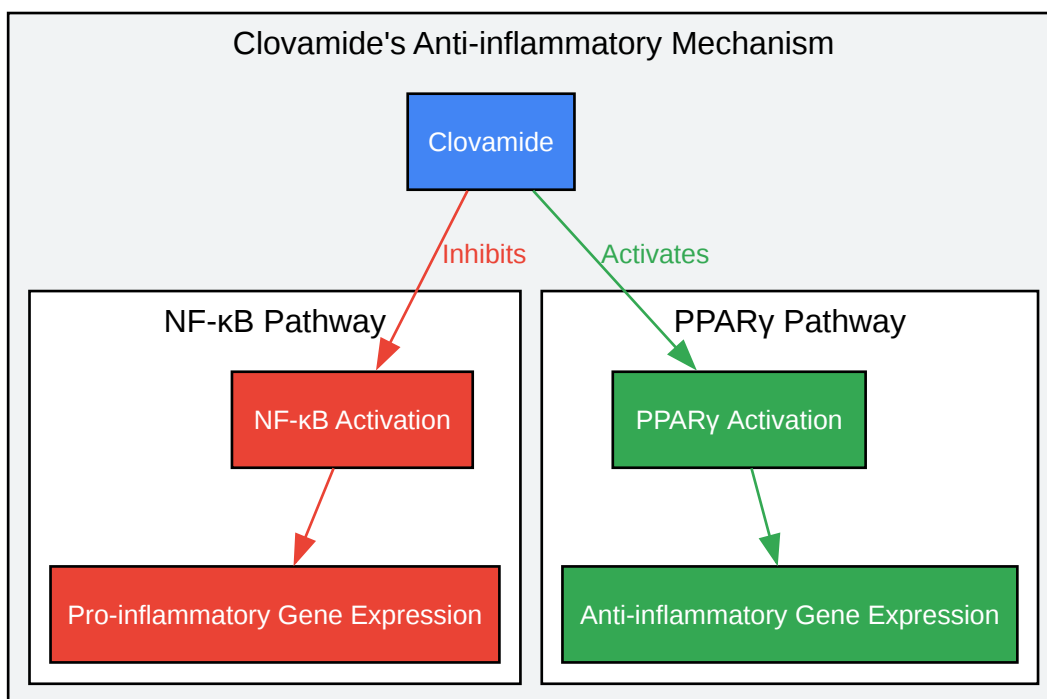 Clovamide's Anti-inflammatory Mechanism
Clovamide
Inhibits
Activates
NF-κB Pathway
PPARγ Pathway
NF-κB Activation
PPARγ Activation
Pro-inflammatory Gene Expression
Anti-inflammatory Gene Expression